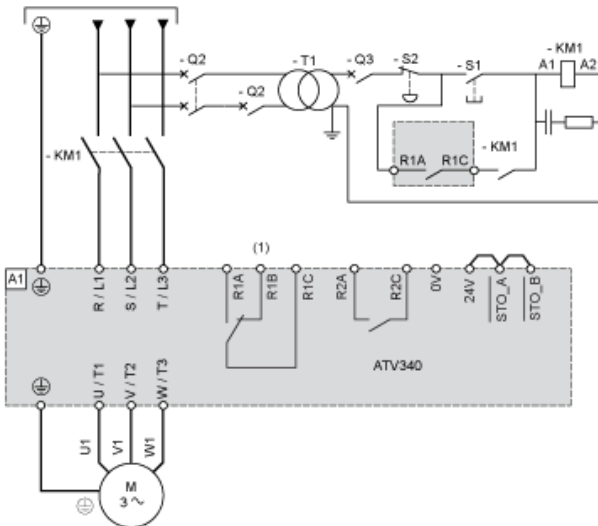 - Q2
- T1
- Q3
- S2
- S1
- KM1
A1
A2
- Q2
- KM1
R1A
R1C
- KM1
(1)
A1
R / L1
S / L2
T / L3
R1A
R1B
R1C
R2A
R2C
0V
24V
STO_A
STO_B
ATV340
U / T1
V / T2
W / T3
U1
V1
W1
M
3 ~